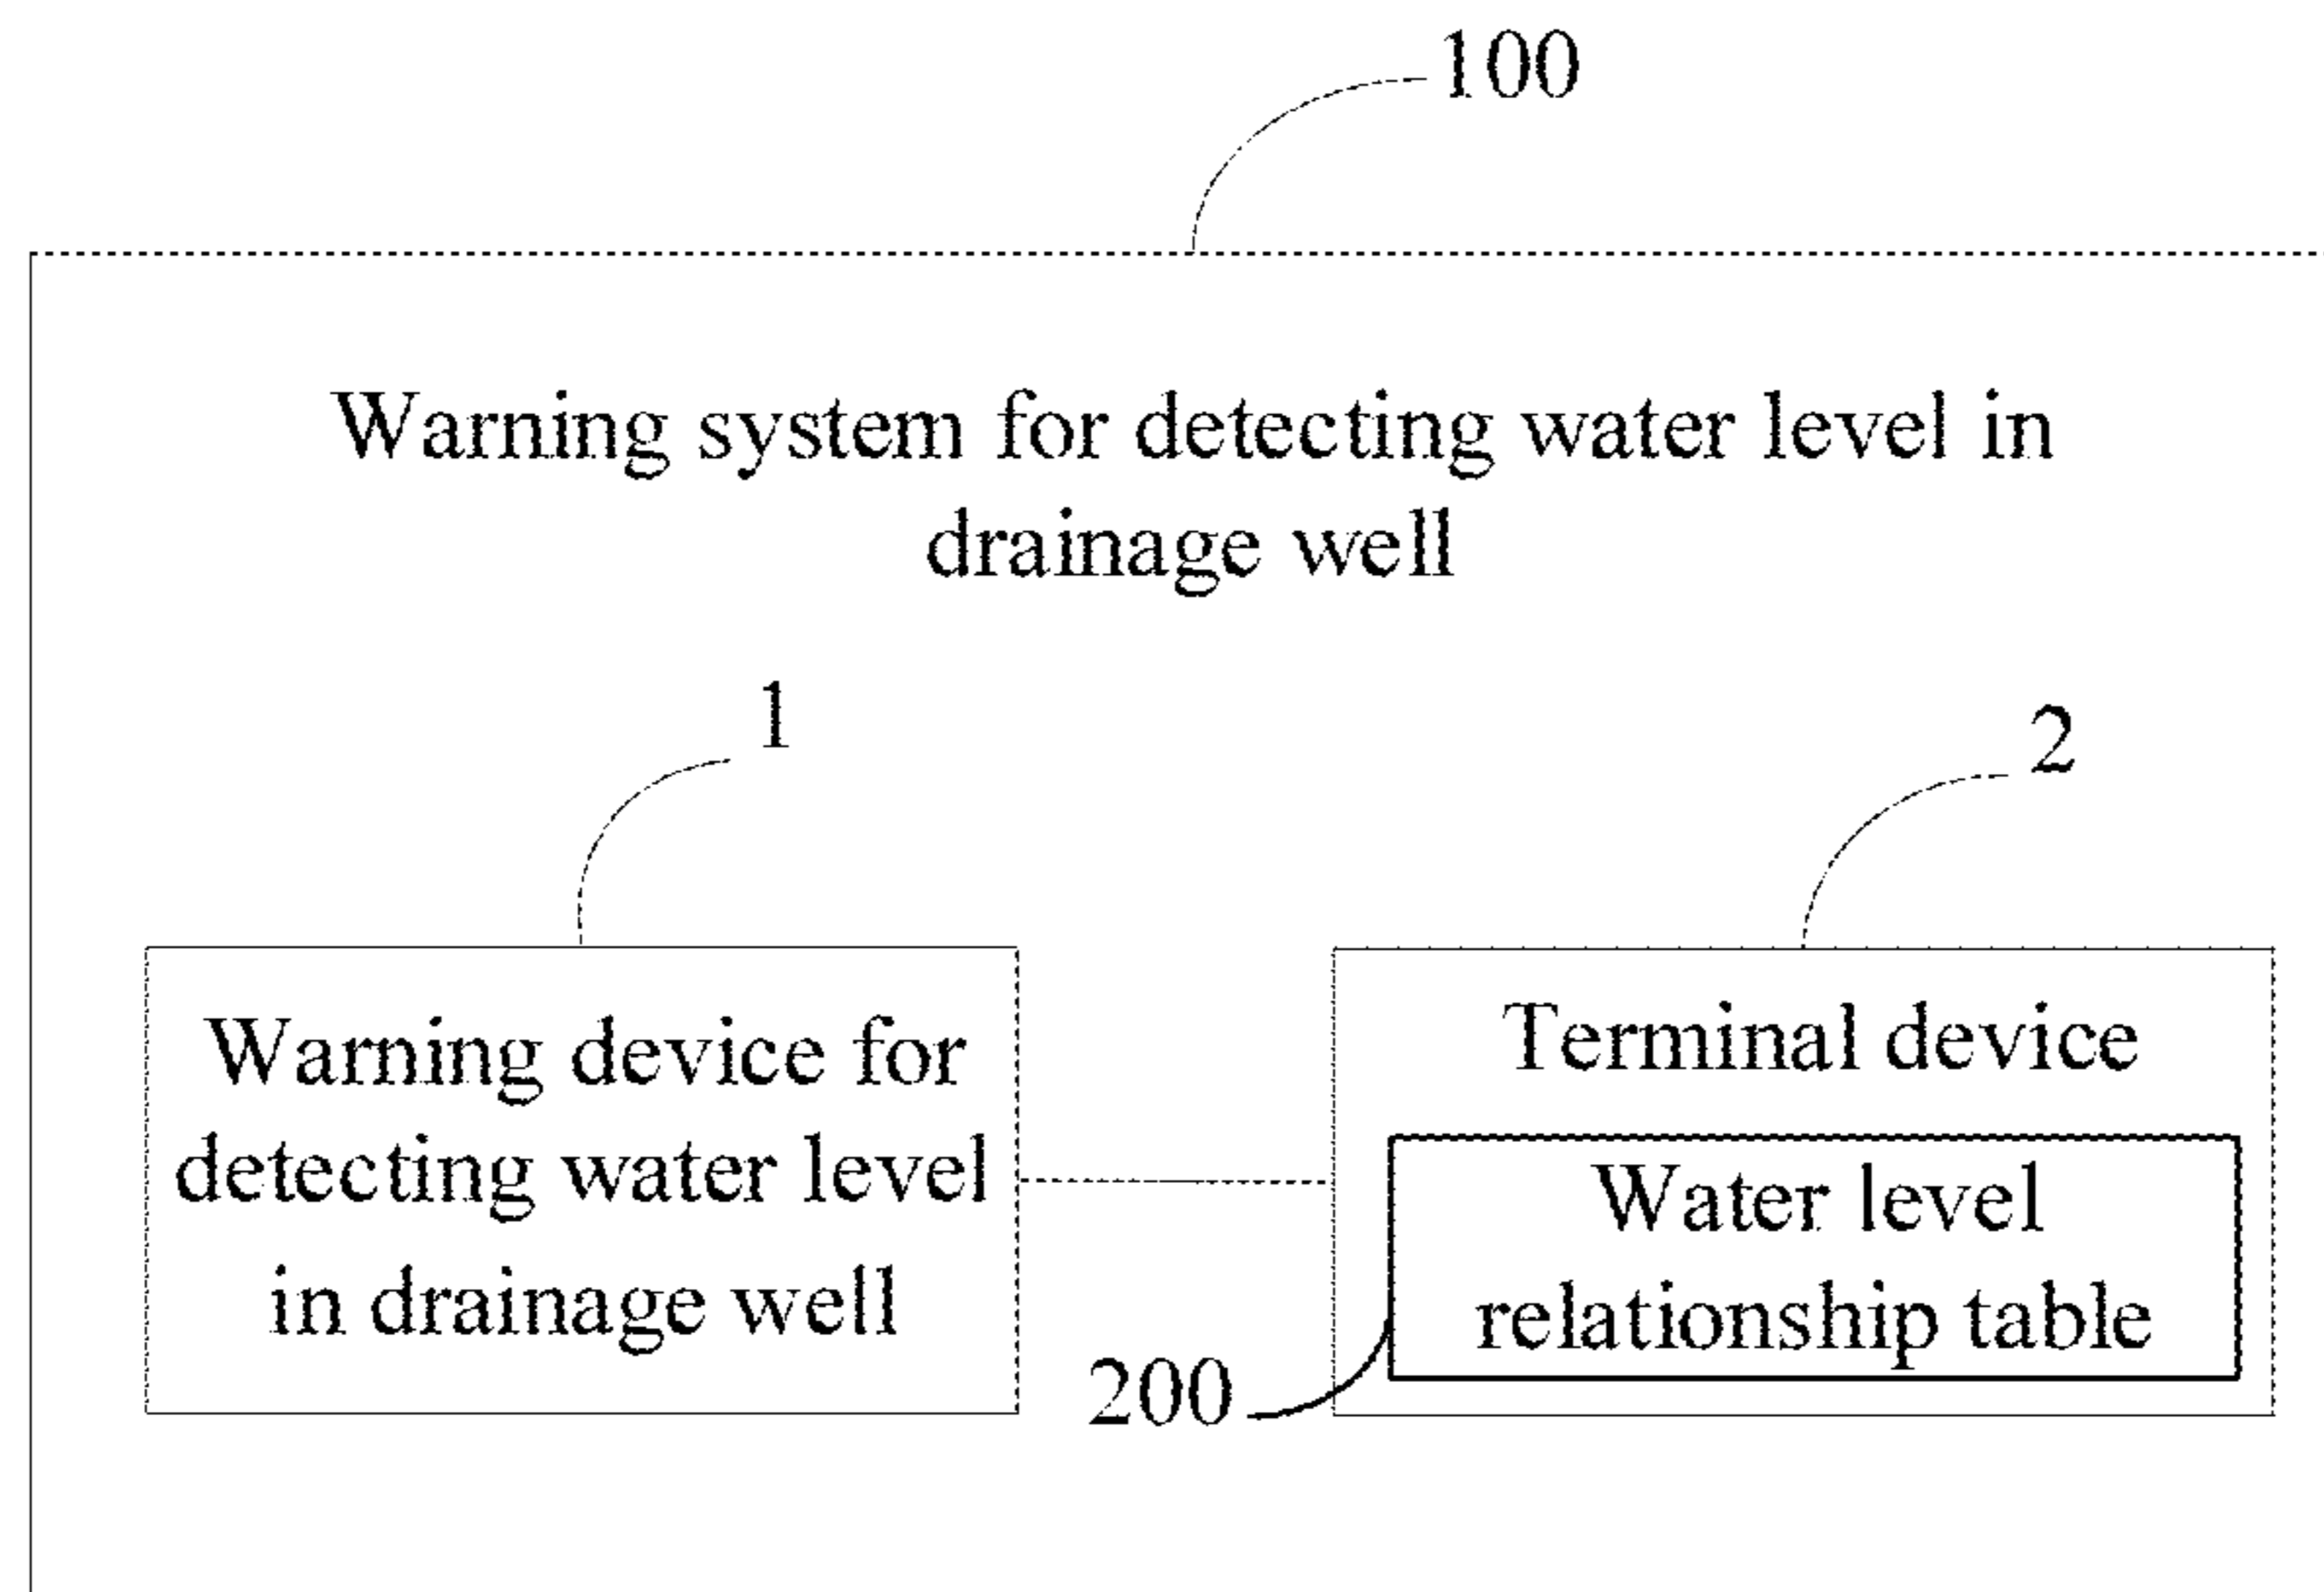 100
Warning system for detecting water level in
drainage well
1
2
Warning device for
detecting water level
in drainage well
Terminal device
Water level
relationship table
200